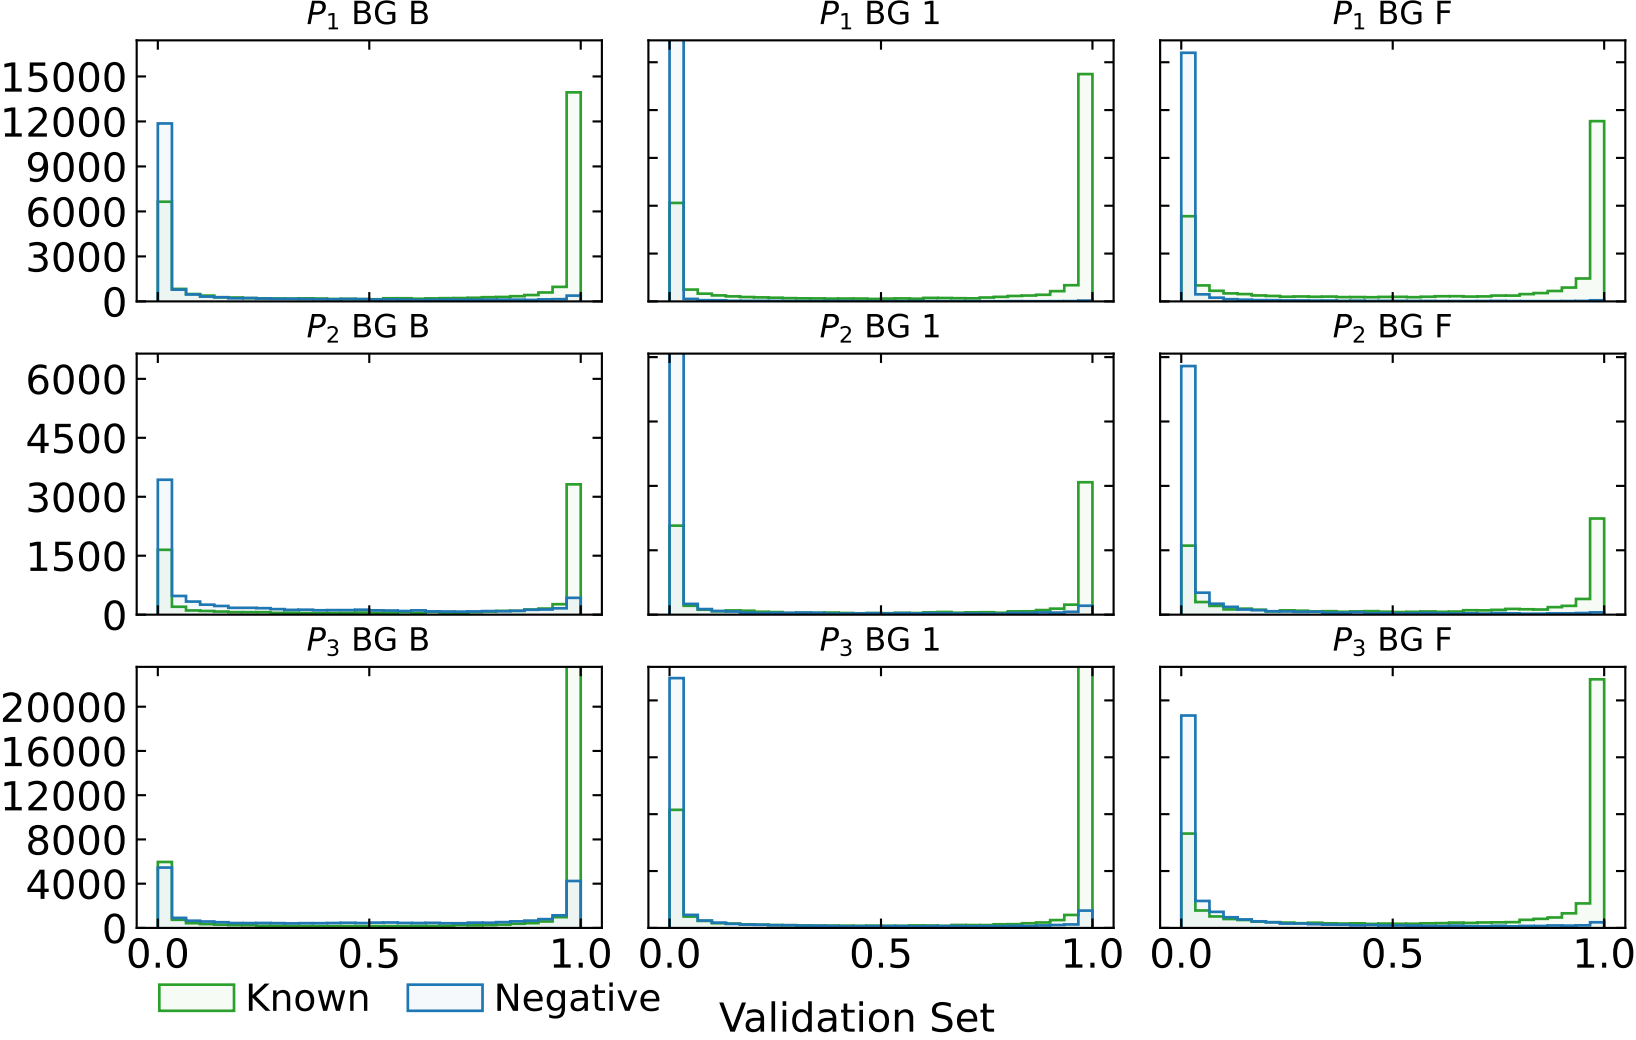 P₁ BG B
P₁ BG 1
P₁ BG F
15000
12000
9000
6000
3000
0
P₂ BG B
P₂ BG 1
P₂ BG F
6000
4500
3000
1500
0
P₃ BG B
P₃ BG 1
P₃ BG F
20000
16000
12000
8000
4000
0
0.0 0.5 1.0 0.0 0.5 1.0 0.0 0.5 1.0
Known Negative
Validation Set